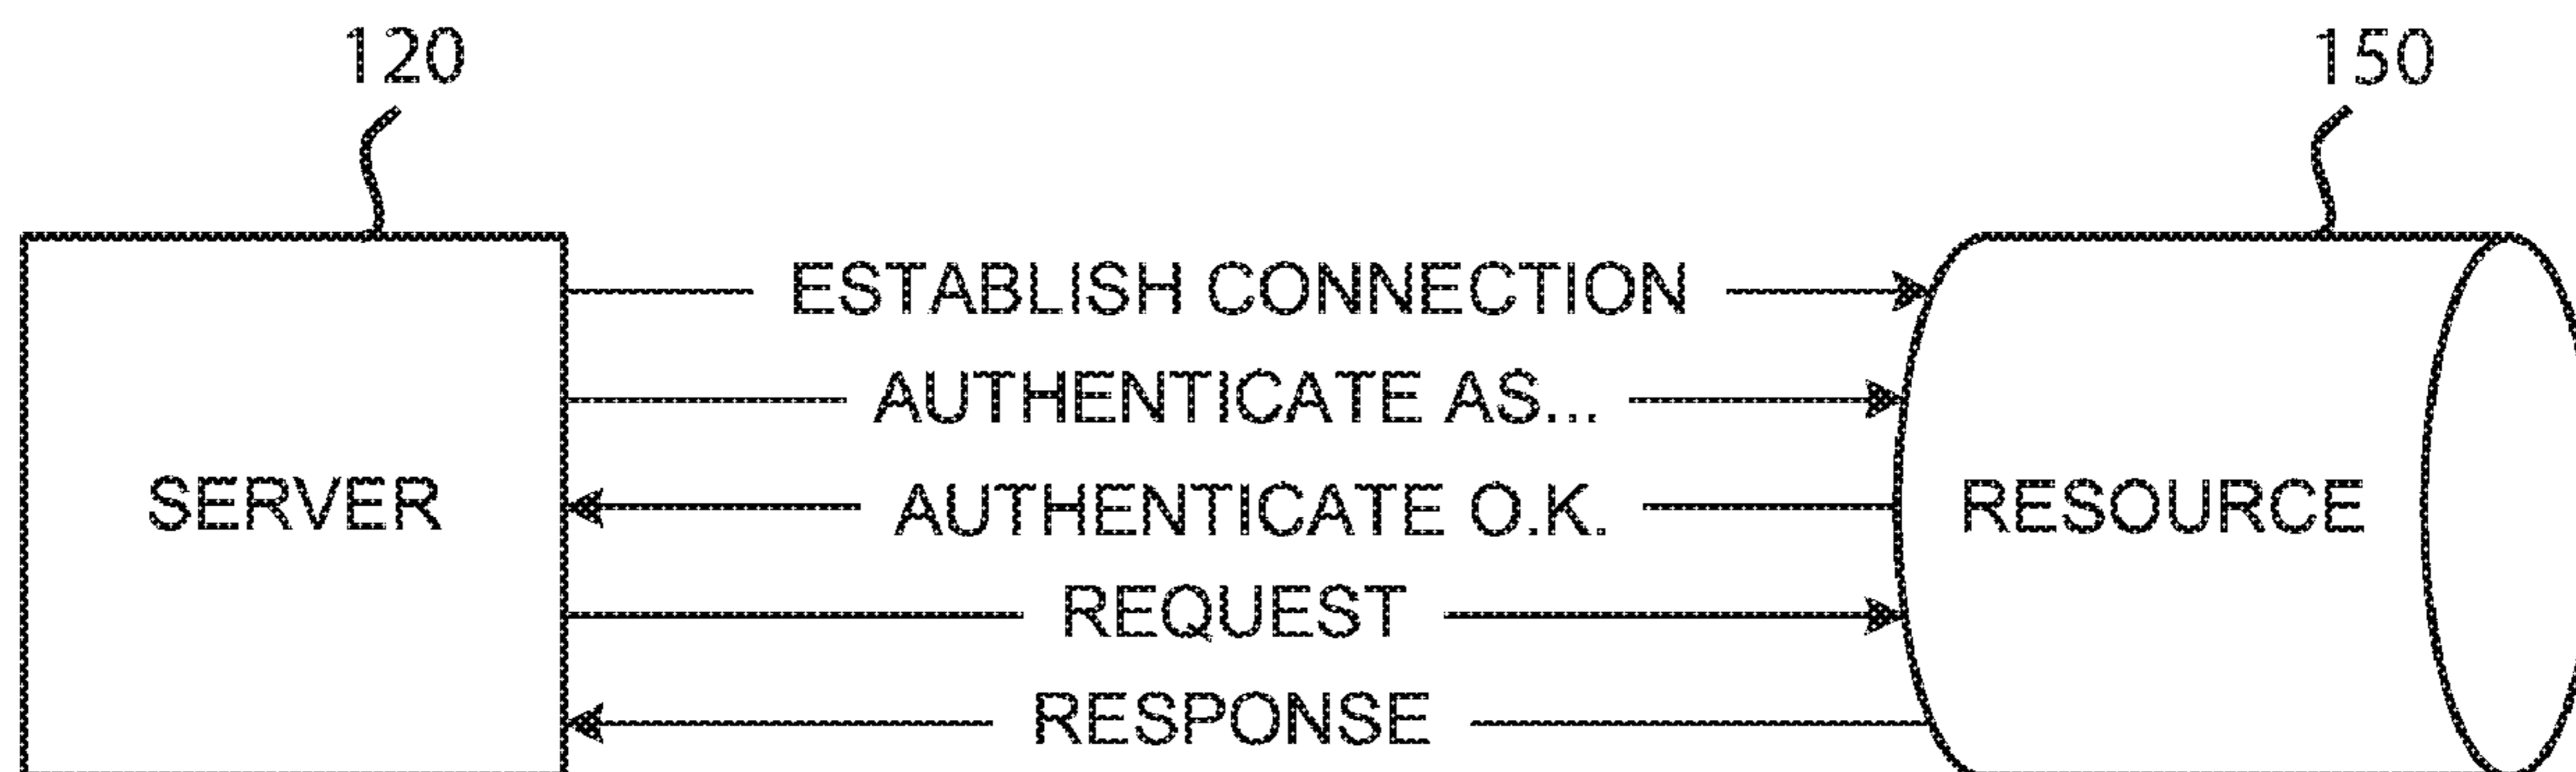 120
150
ESTABLISH CONNECTION
AUTHENTICATE AS...
SERVER
AUTHENTICATE O.K.
RESOURCE
REQUEST
RESPONSE